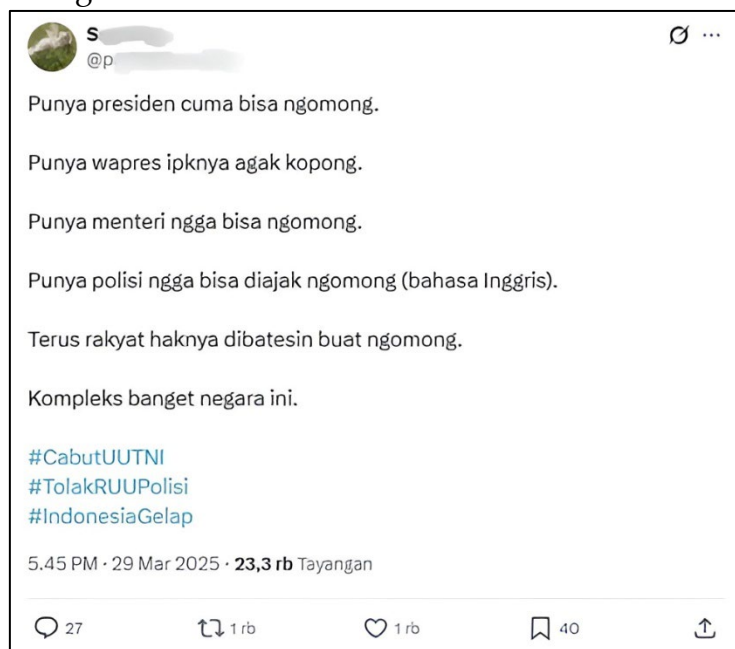 S
@p
Punya presiden cuma bisa ngomong.
Punya wapres ipknya agak kopong.
Punya menteri ngga bisa ngomong.
Punya polisi ngga bisa diajak ngomong (bahasa Inggris).
Terus rakyat haknya dibatesin buat ngomong.
Kompleks banget negara ini.
#CabutUUTNI
#TolakRUUPolisi
#IndonesiaGelap
5.45 PM · 29 Mar 2025 · 23,3 rb Tayangan
27 1 rb 1 rb 40